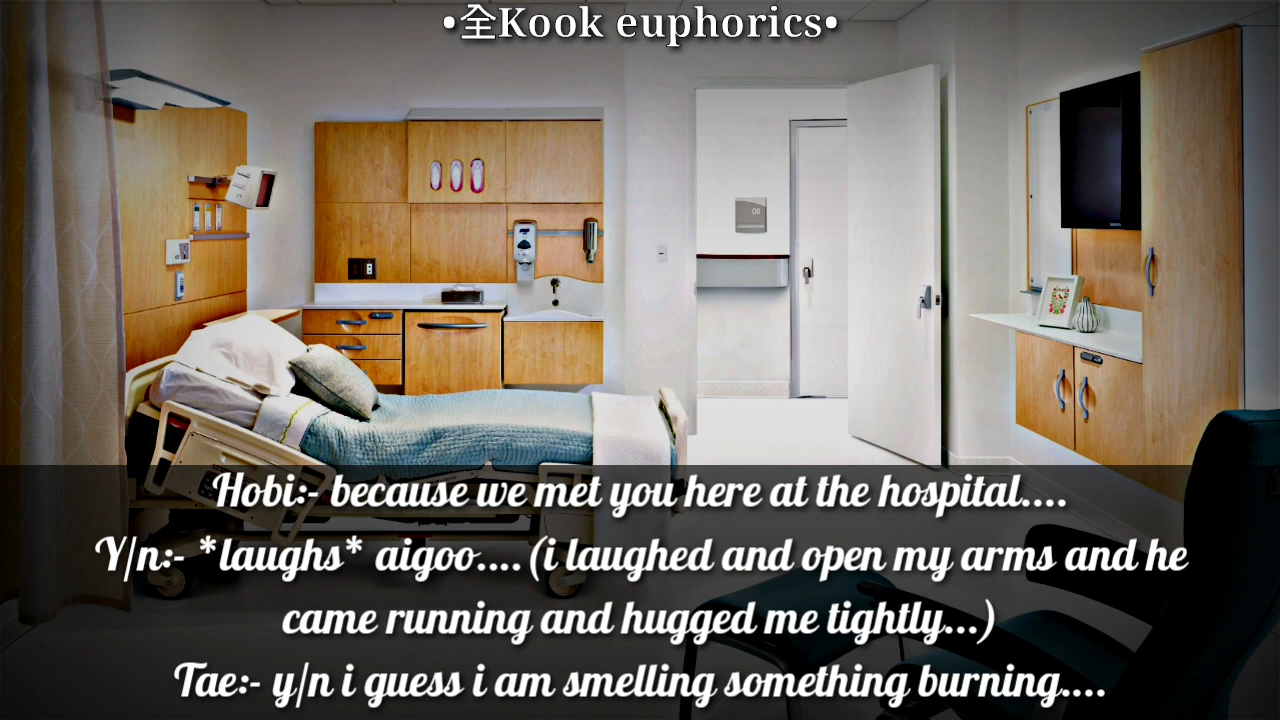 •全Kook euphorics•
08
Hobi:- because we met you here at the hospital....
Y/n:- *laughs* aigoo....(i laughed and open my arms and he
came running and hugged me tightly...)
Tae:- y/n i guess i am smelling something burning....